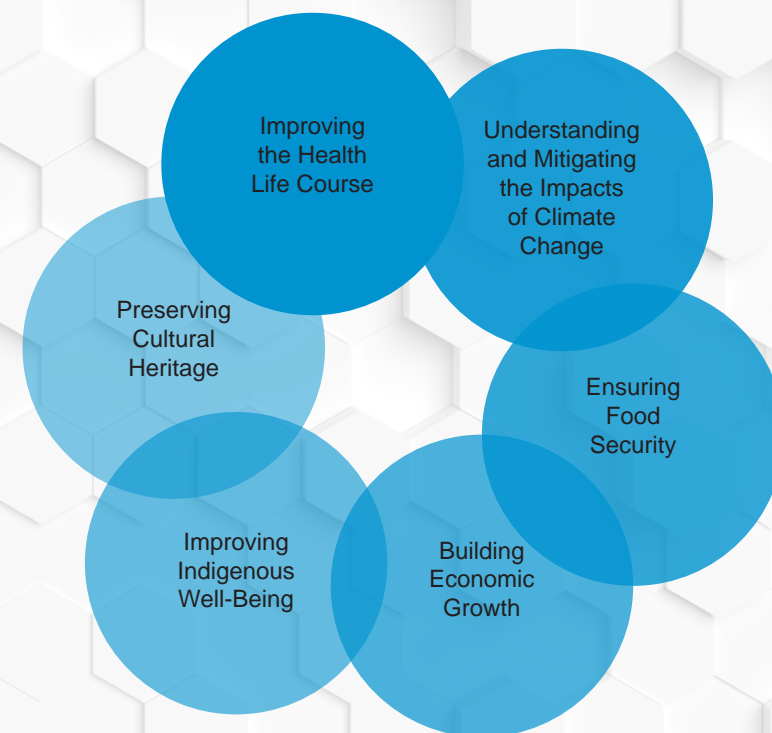 Improving
the Health
Life Course
Understanding
and Mitigating
the Impacts
of Climate
Change
Ensuring
Food
Security
Building
Economic
Growth
Improving
Indigenous
Well-Being
Preserving
Cultural
Heritage